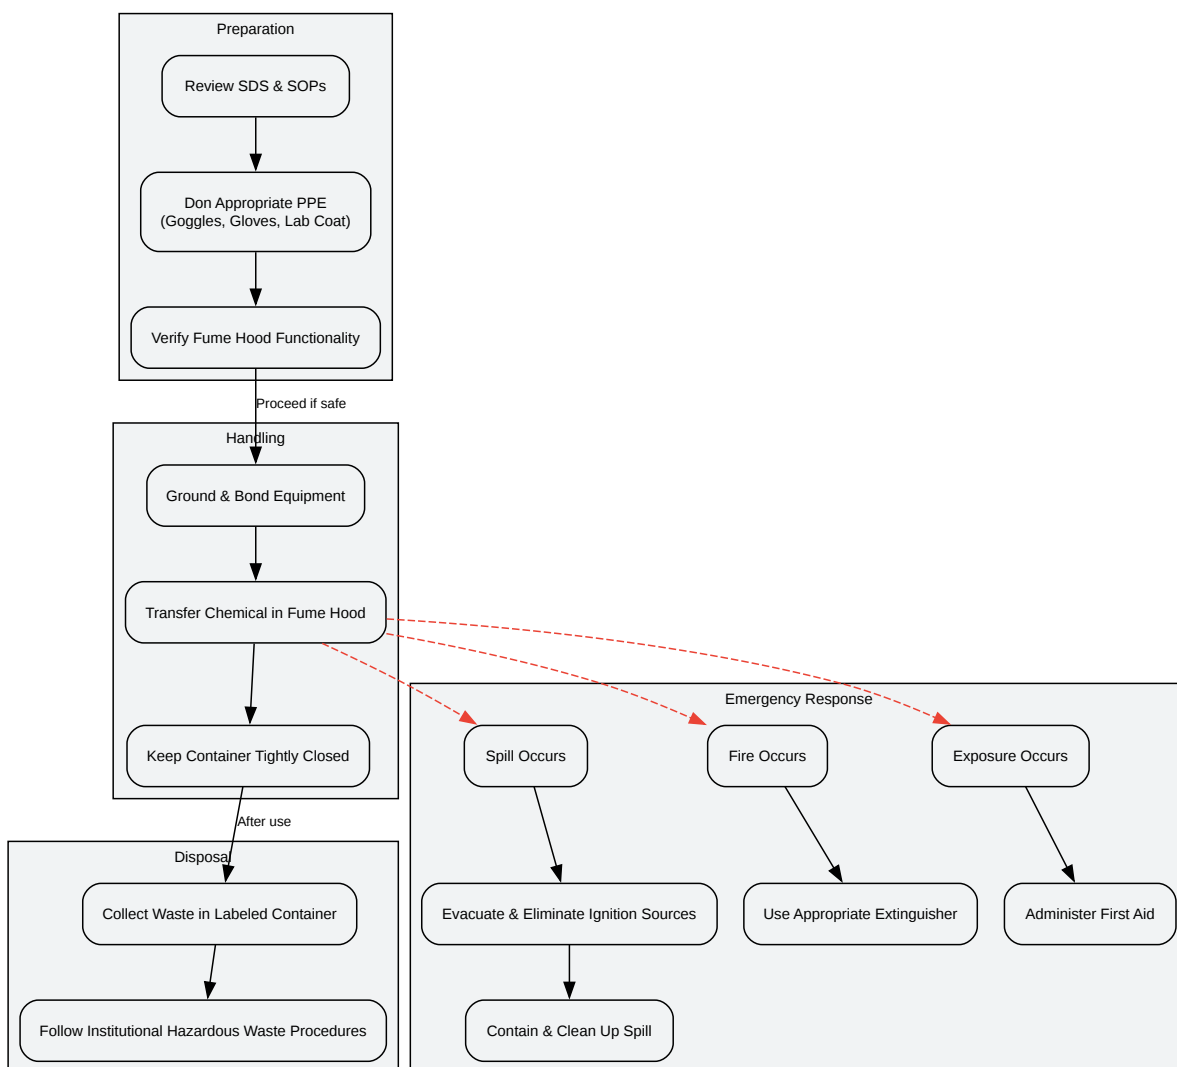 Preparation
Review SDS & SOPs
Don Appropriate PPE
(Goggles, Gloves, Lab Coat)
Verify Fume Hood Functionality
Proceed if safe
Handling
Ground & Bond Equipment
Transfer Chemical in Fume Hood
Keep Container Tightly Closed
After use
Disposal
Collect Waste in Labeled Container
Follow Institutional Hazardous Waste Procedures
Emergency Response
Spill Occurs
Fire Occurs
Exposure Occurs
Evacuate & Eliminate Ignition Sources
Use Appropriate Extinguisher
Administer First Aid
Contain & Clean Up Spill